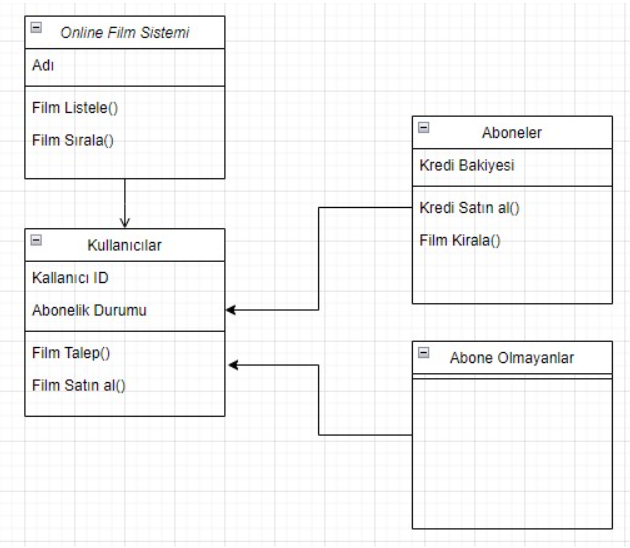 Online Film Sistemi
Adı
Film Listele()
Film Sırala()
Kullanıcılar
Kallanıcı ID
Abonelik Durumu
Film Talep()
Film Satın al()
Aboneler
Kredi Bakiyesi
Kredi Satın al()
Film Kirala()
Abone Olmayanlar